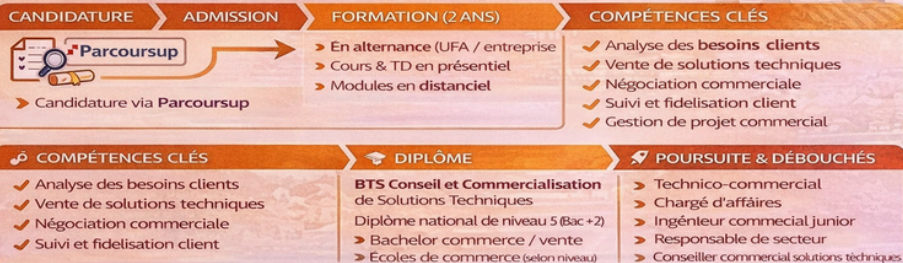 CANDIDATURE
ADMISSION
Parcoursup
Candidature via Parcoursup
FORMATION (2 ANS)
En alternance (UFA / entreprise
Cours & TD en présentiel
Modules en distanciel
COMPÉTENCES CLÉS
Analyse des besoins clients
Vente de solutions techniques
Négociation commerciale
Suivi et fidelisation client
Gestion de projet commercial
COMPÉTENCES CLÉS
Analyse des besoins clients
Vente de solutions techniques
Négociation commerciale
Suivi et fidelisation client
DIPLÔME
BTS Conseil et Commercialisation
de Solutions Techniques
Diplôme national de niveau 5 (Bac +2)
Bachelor commerce / vente
Écoles de commerce (selon niveau)
POURSUITE & DÉBOUCHÉS
Technico-commercial
Chargé d'affáires
Ingénteur commecial junior
Responsable de secteur
Conseiller commercial solutions téchniques